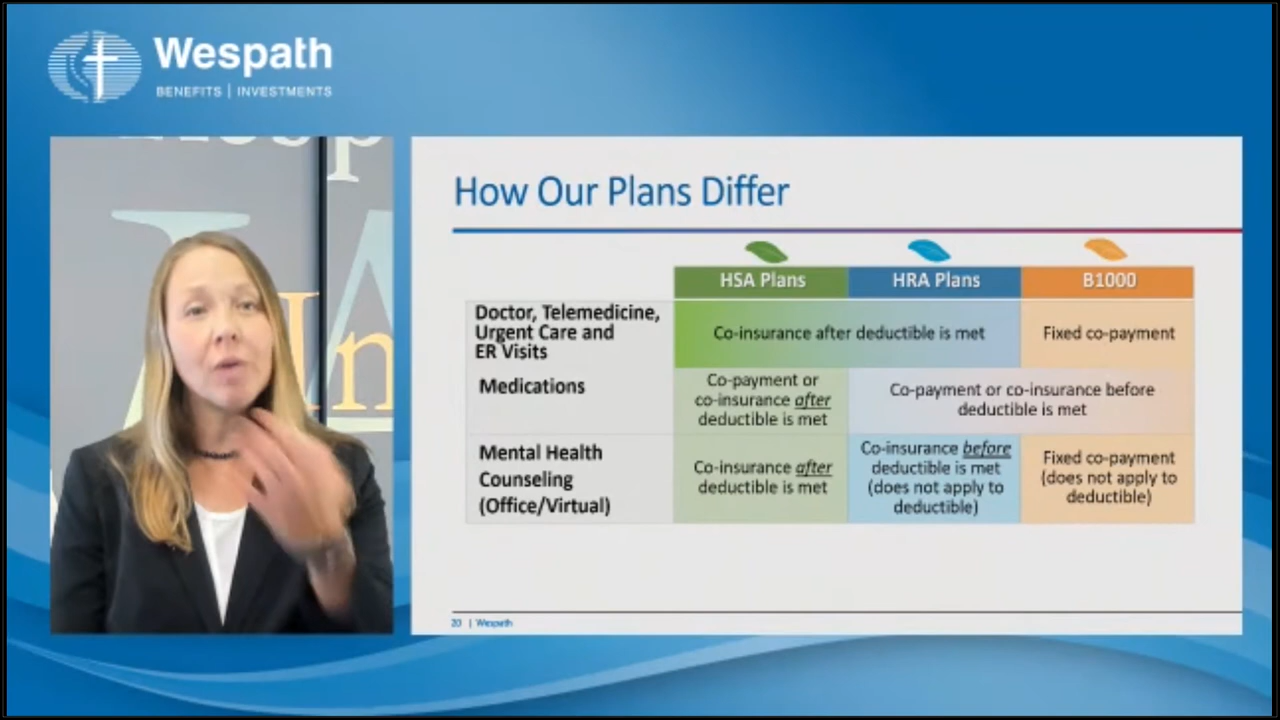 Wespath
BENEFITS | INVESTMENTS
In
How Our Plans Differ
HSA Plans
HRA Plans
B1000
Doctor, Telemedicine,
Urgent Care and
ER Visits
Co-insurance after deductible is met
Fixed co-payment
Medications
Co-payment or
co-insurance after
deductible is met
Co-payment or co-insurance before
deductible is met
Mental Health
Counseling
(Office/Virtual)
Co-insurance after
deductible is met
Co-insurance before
deductible is met
(does not apply to
deductible)
Fixed co-payment
(does not apply to
deductible)
20 | Wespath